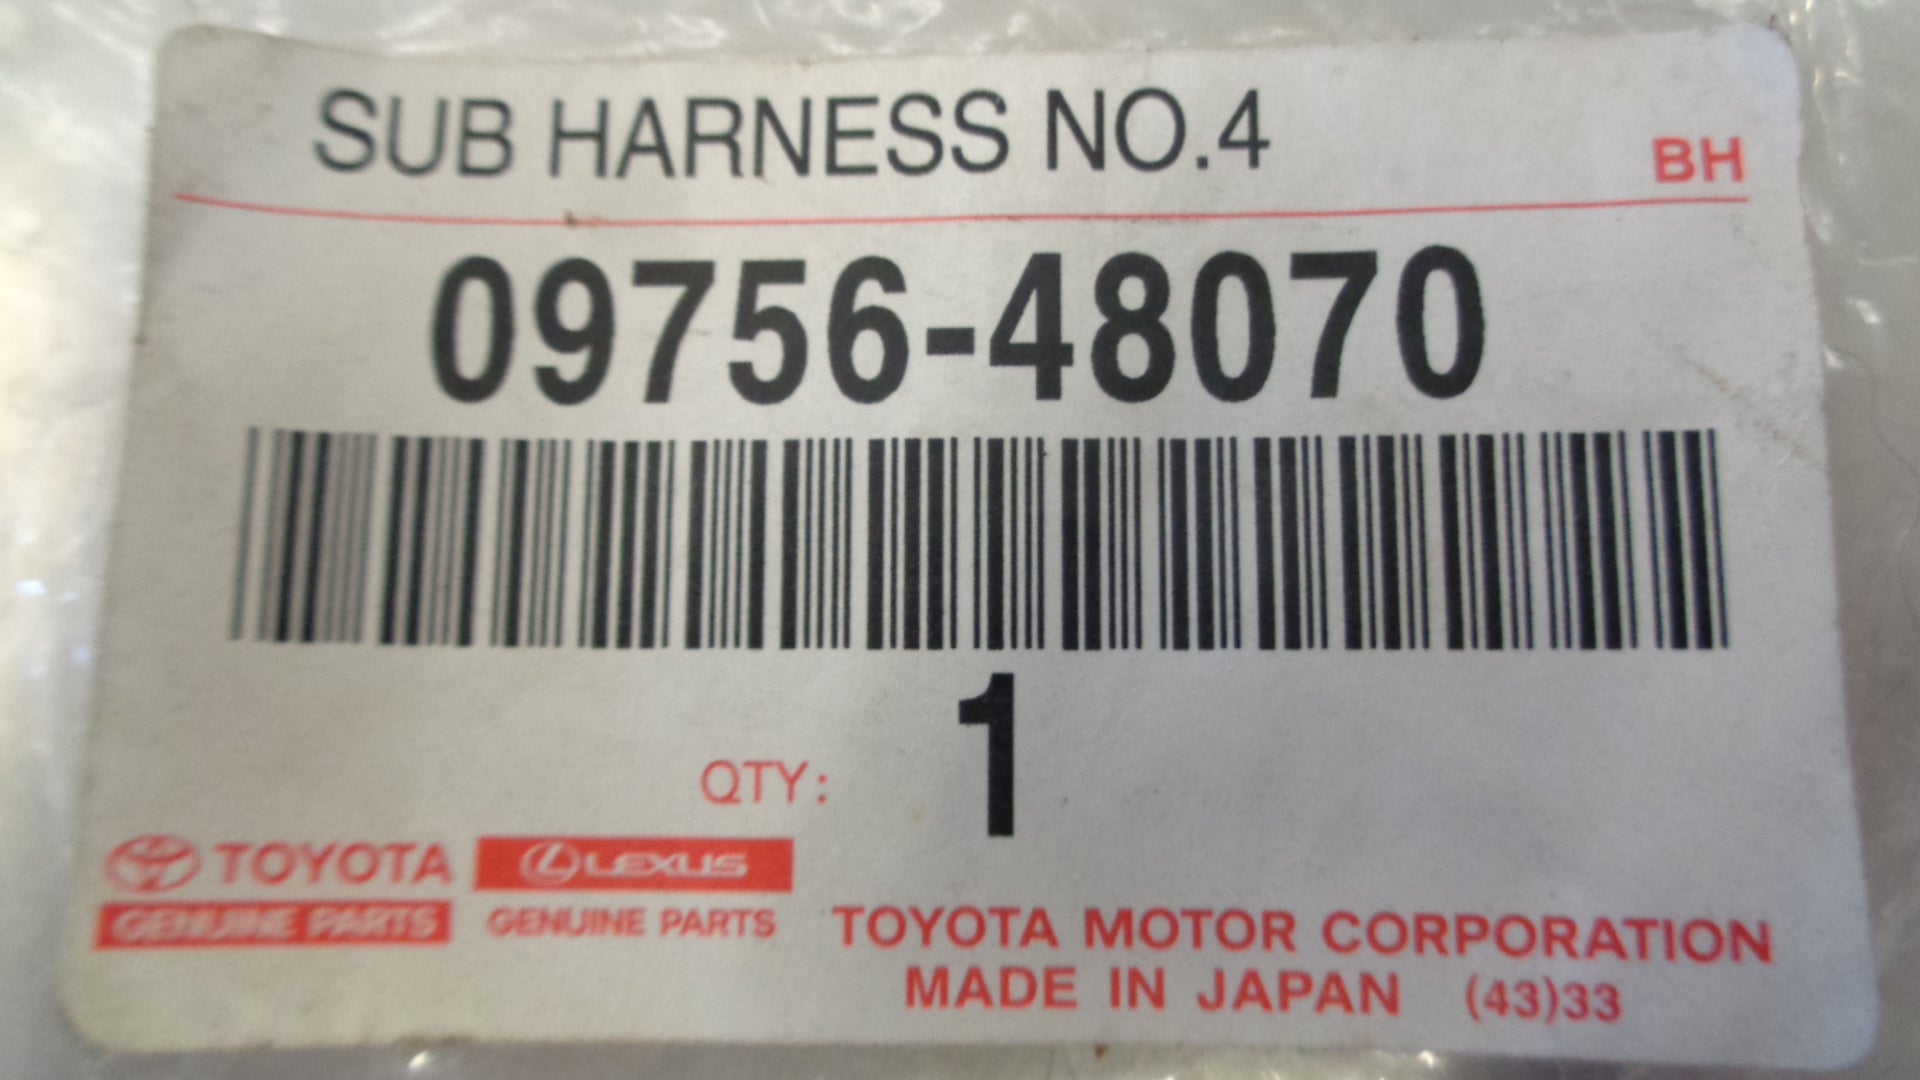 SUB HARNESS NO.4
BH
09756-48070
QTY: 1
TOYOTA
GENUINE PARTS
LEXUS
GENUINE PARTS
TOYOTA MOTOR CORPORATION
MADE IN JAPAN (43)33